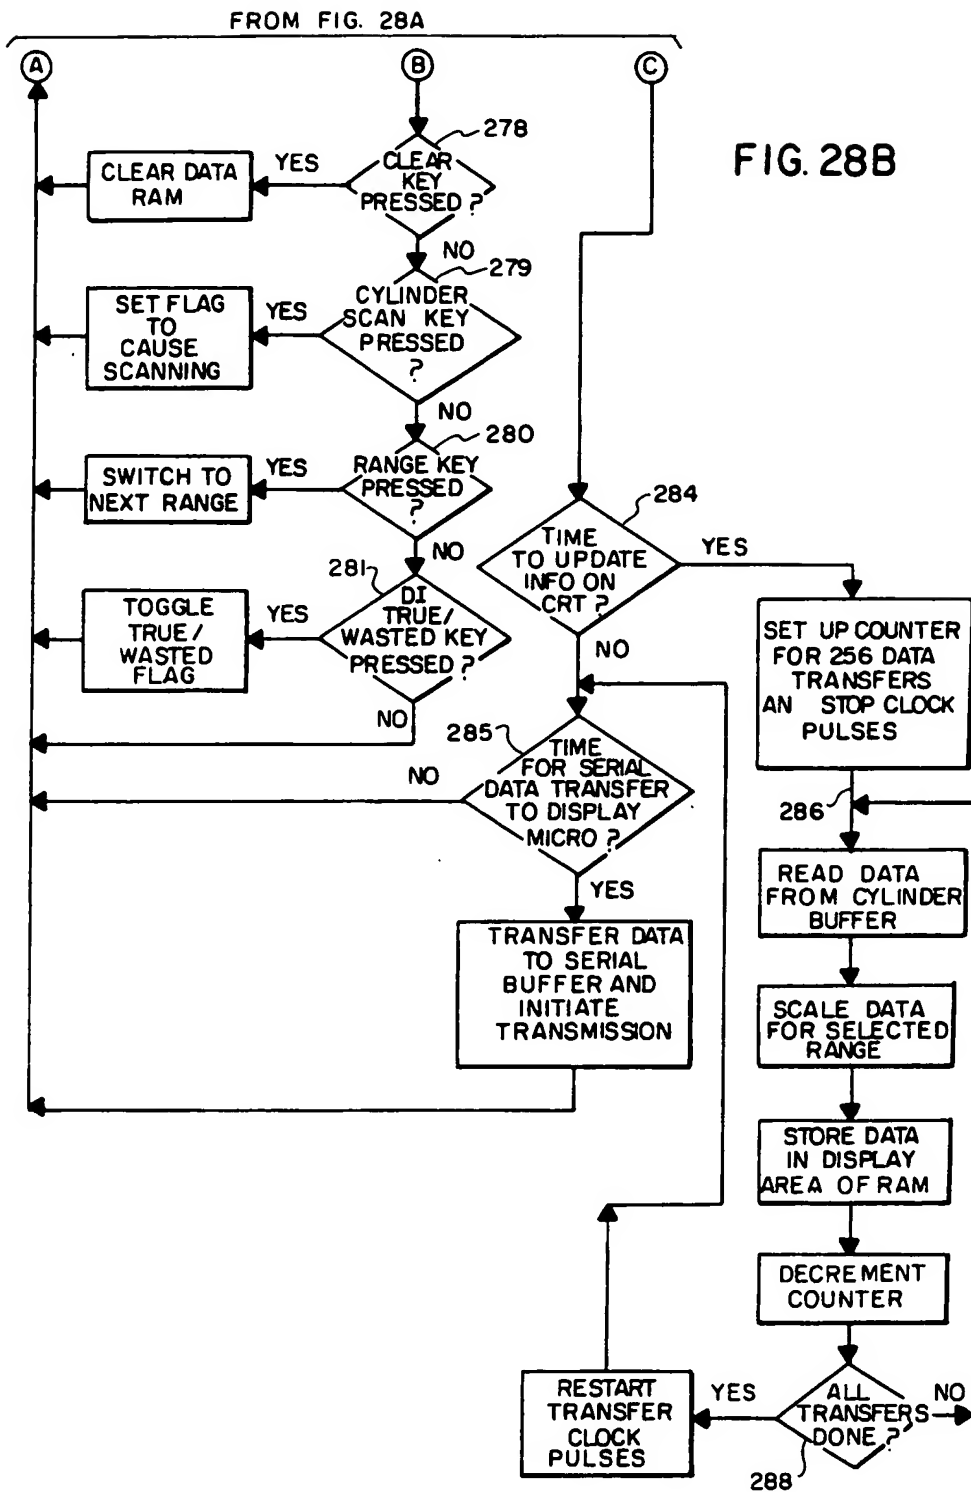 FROM FIG. 28A
A
B
C
FIG. 28B
278
CLEAR
KEY
PRESSED ?
YES
CLEAR DATA
RAM
NO
279
CYLINDER
SCAN KEY
PRESSED
?
YES
SET FLAG
TO
CAUSE
SCANNING
NO
280
RANGE KEY
PRESSED
?
YES
SWITCH TO
NEXT RANGE
NO
281
DI
TRUE/
WASTED KEY
PRESSED ?
YES
TOGGLE
TRUE/
WASTED
FLAG
NO
284
TIME
TO UPDATE
INFO ON
CRT ?
YES
NO
285
TIME
FOR SERIAL
DATA TRANSFER
TO DISPLAY
MICRO ?
NO
YES
TRANSFER DATA
TO SERIAL
BUFFER AND
INITIATE
TRANSMISSION
SET UP COUNTER
FOR 256 DATA
TRANSFERS
AN STOP CLOCK
PULSES
286
READ DATA
FROM CYLINDER
BUFFER
SCALE DATA
FOR SELECTED
RANGE
STORE DATA
IN DISPLAY
AREA OF RAM
DECREMENT
COUNTER
ALL
TRANSFERS
DONE ?
NO
288
YES
RESTART
TRANSFER
CLOCK
PULSES